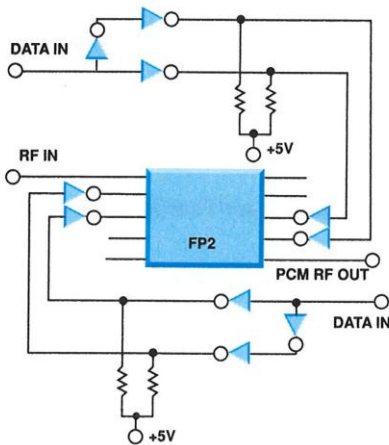 DATA IN
+5V
RF IN
FP2
PCM RF OUT
DATA IN
+5V